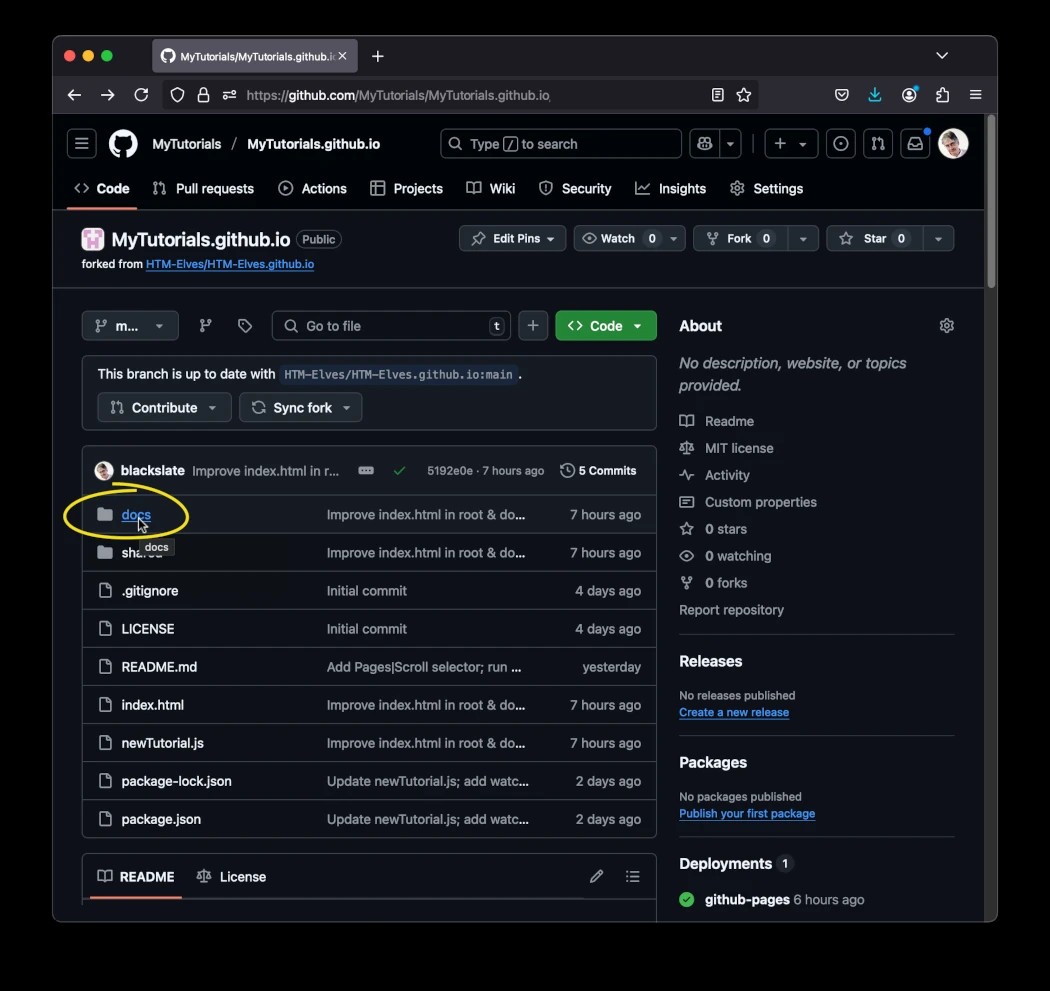 MyTutorials/MyTutorials.github.i
https://github.com/MyTutorials/MyTutorials.github.io
MyTutorials / MyTutorials.github.io
Type / to search
Code
Pull requests
Actions
Projects
Wiki
Security
Insights
Settings
MyTutorials.github.io Public
Edit Pins
Watch 0
Fork 0
Star 0
forked from HTM-Elves/HTM-Elves.github.io
m...
Go to file t
Code
This branch is up to date with HTM-Elves/HTM-Elves.github.io:main .
Contribute
Sync fork
blackslate Improve index.html in r... 5192e0e · 7 hours ago 5 Commits
docs Improve index.html in root & do... 7 hours ago
docs
shared Improve index.html in root & do... 7 hours ago
.gitignore Initial commit 4 days ago
LICENSE Initial commit 4 days ago
README.md Add Pages|Scroll selector; run ... yesterday
index.html Improve index.html in root & do... 7 hours ago
newTutorial.js Improve index.html in root & do... 7 hours ago
package-lock.json Update newTutorial.js; add watc... 2 days ago
package.json Update newTutorial.js; add watc... 2 days ago
README
License
About
No description, website, or topics
provided.
Readme
MIT license
Activity
Custom properties
0 stars
0 watching
0 forks
Report repository
Releases
No releases published
Create a new release
Packages
No packages published
Publish your first package
Deployments 1
github-pages 6 hours ago